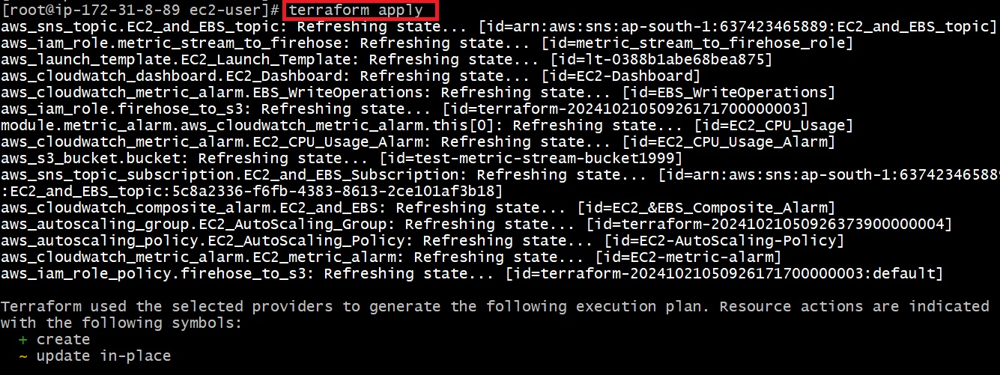 [root@ip-172-31-8-89 ec2-user]# terraform apply
aws_sns_topic.EC2_and_EBS_topic: Refreshing state... [id=arn:aws:sns:ap-south-1:637423465889:EC2_and_EBS_topic]
aws_iam_role.metric_stream_to_firehose: Refreshing state... [id=metric_stream_to_firehose_role]
aws_launch_template.EC2_Launch_Template: Refreshing state... [id=lt-0388b1abe68bea875]
aws_cloudwatch_dashboard.EC2_Dashboard: Refreshing state... [id=EC2-Dashboard]
aws_cloudwatch_metric_alarm.EBS_WriteOperations: Refreshing state... [id=EBS_WriteOperations]
aws_iam_role.firehose_to_s3: Refreshing state... [id=terraform-20241021050926171700000003]
module.metric_alarm.aws_cloudwatch_metric_alarm.this[0]: Refreshing state... [id=EC2_CPU_Usage]
aws_cloudwatch_metric_alarm.EC2_CPU_Usage_Alarm: Refreshing state... [id=EC2_CPU_Usage_Alarm]
aws_s3_bucket.bucket: Refreshing state... [id=test-metric-stream-bucket1999]
aws_sns_topic_subscription.EC2_and_EBS_Subscription: Refreshing state... [id=arn:aws:sns:ap-south-1:637423465889
:EC2_and_EBS_topic:5c8a2336-f6fb-4383-8613-2ce101af3b18]
aws_cloudwatch_composite_alarm.EC2_and_EBS: Refreshing state... [id=EC2_&EBS_Composite_Alarm]
aws_autoscaling_group.EC2_AutoScaling_Group: Refreshing state... [id=terraform-20241021050926373900000004]
aws_autoscaling_policy.EC2_AutoScaling_Policy: Refreshing state... [id=EC2-AutoScaling-Policy]
aws_cloudwatch_metric_alarm.EC2_metric_alarm: Refreshing state... [id=EC2-metric-alarm]
aws_iam_role_policy.firehose_to_s3: Refreshing state... [id=terraform-20241021050926171700000003:default]
Terraform used the selected providers to generate the following execution plan. Resource actions are indicated
with the following symbols:
+ create
~ update in-place